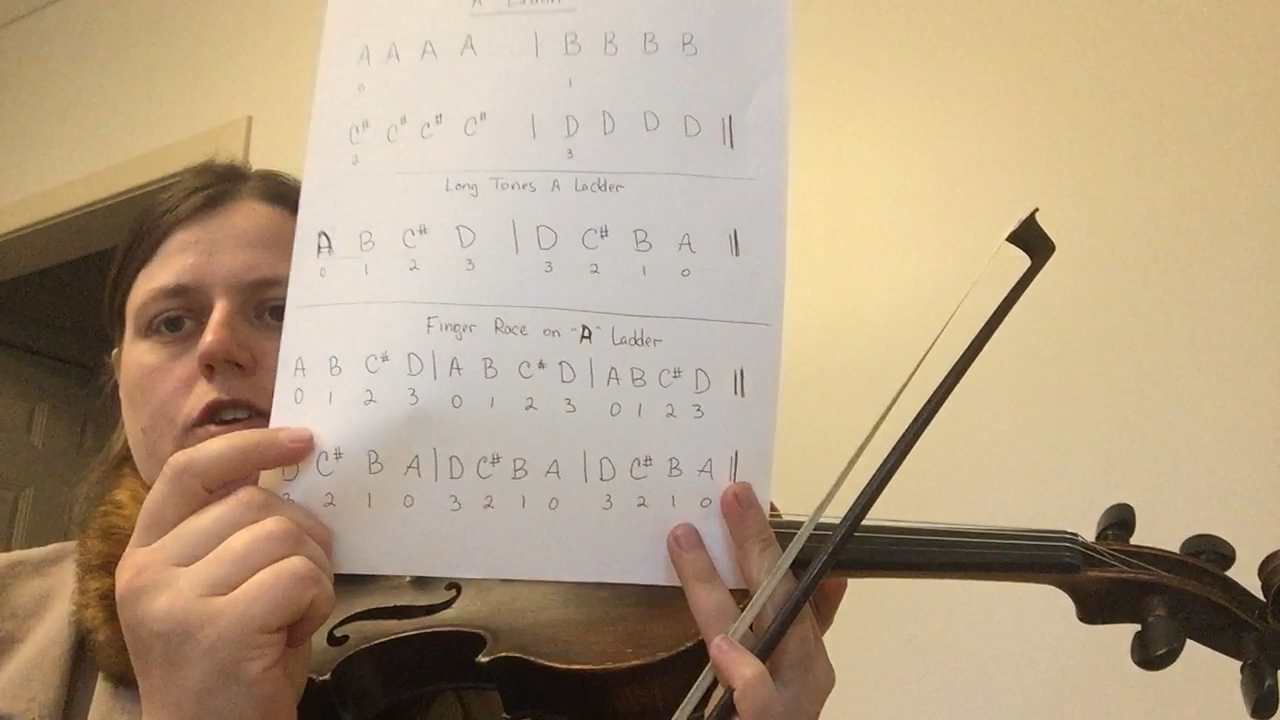 A Ladder
A A A A | B B B B
0 1
C# C# C# C# | D D D D ||
2 3
Long Tones A Ladder
A B C# D | D C# B A ||
0 1 2 3 3 2 1 0
Finger Race on "A" Ladder
A B C# D | A B C# D | A B C# D ||
0 1 2 3 0 1 2 3 0 1 2 3
D C# B A | D C# B A | D C# B A ||
3 2 1 0 3 2 1 0 3 2 1 0